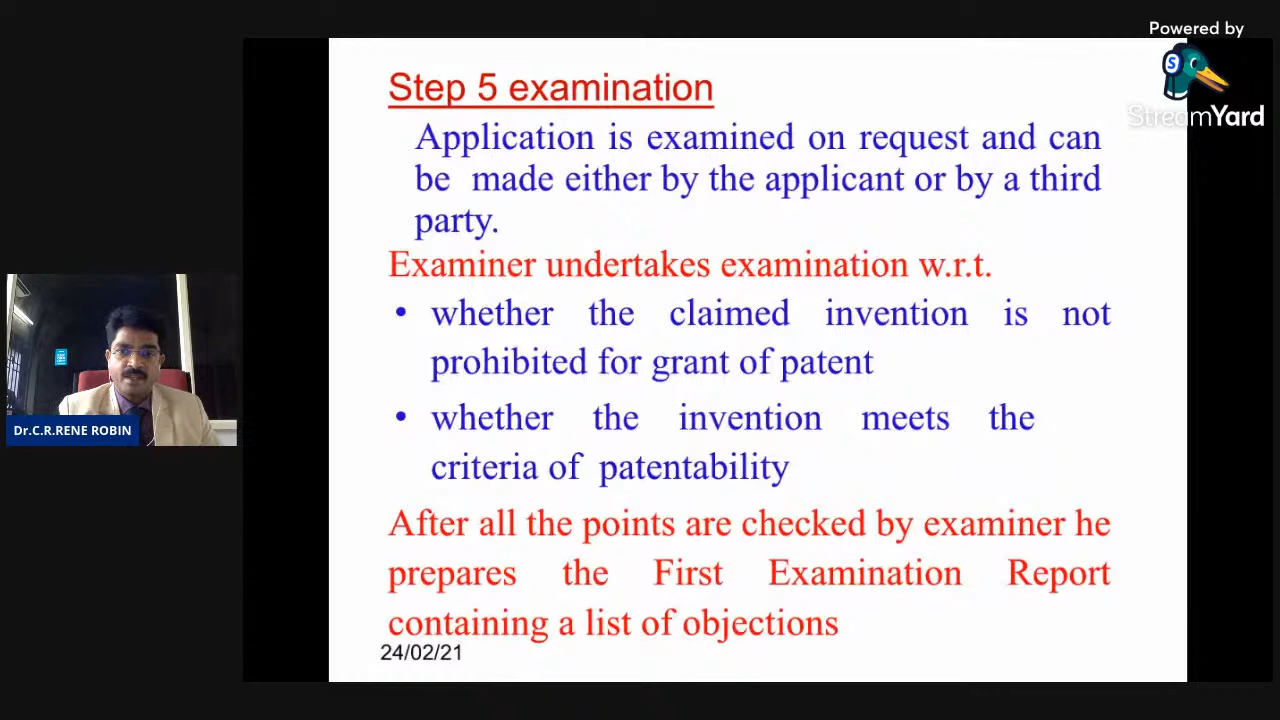 Powered by
StreamYard
Step 5 examination
Application is examined on request and can
be made either by the applicant or by a third
party.
Examiner undertakes examination w.r.t.
• whether the claimed invention is not
prohibited for grant of patent
• whether the invention meets the
criteria of patentability
After all the points are checked by examiner he
prepares the First Examination Report
containing a list of objections
24/02/21
Dr.C.R.RENE ROBIN